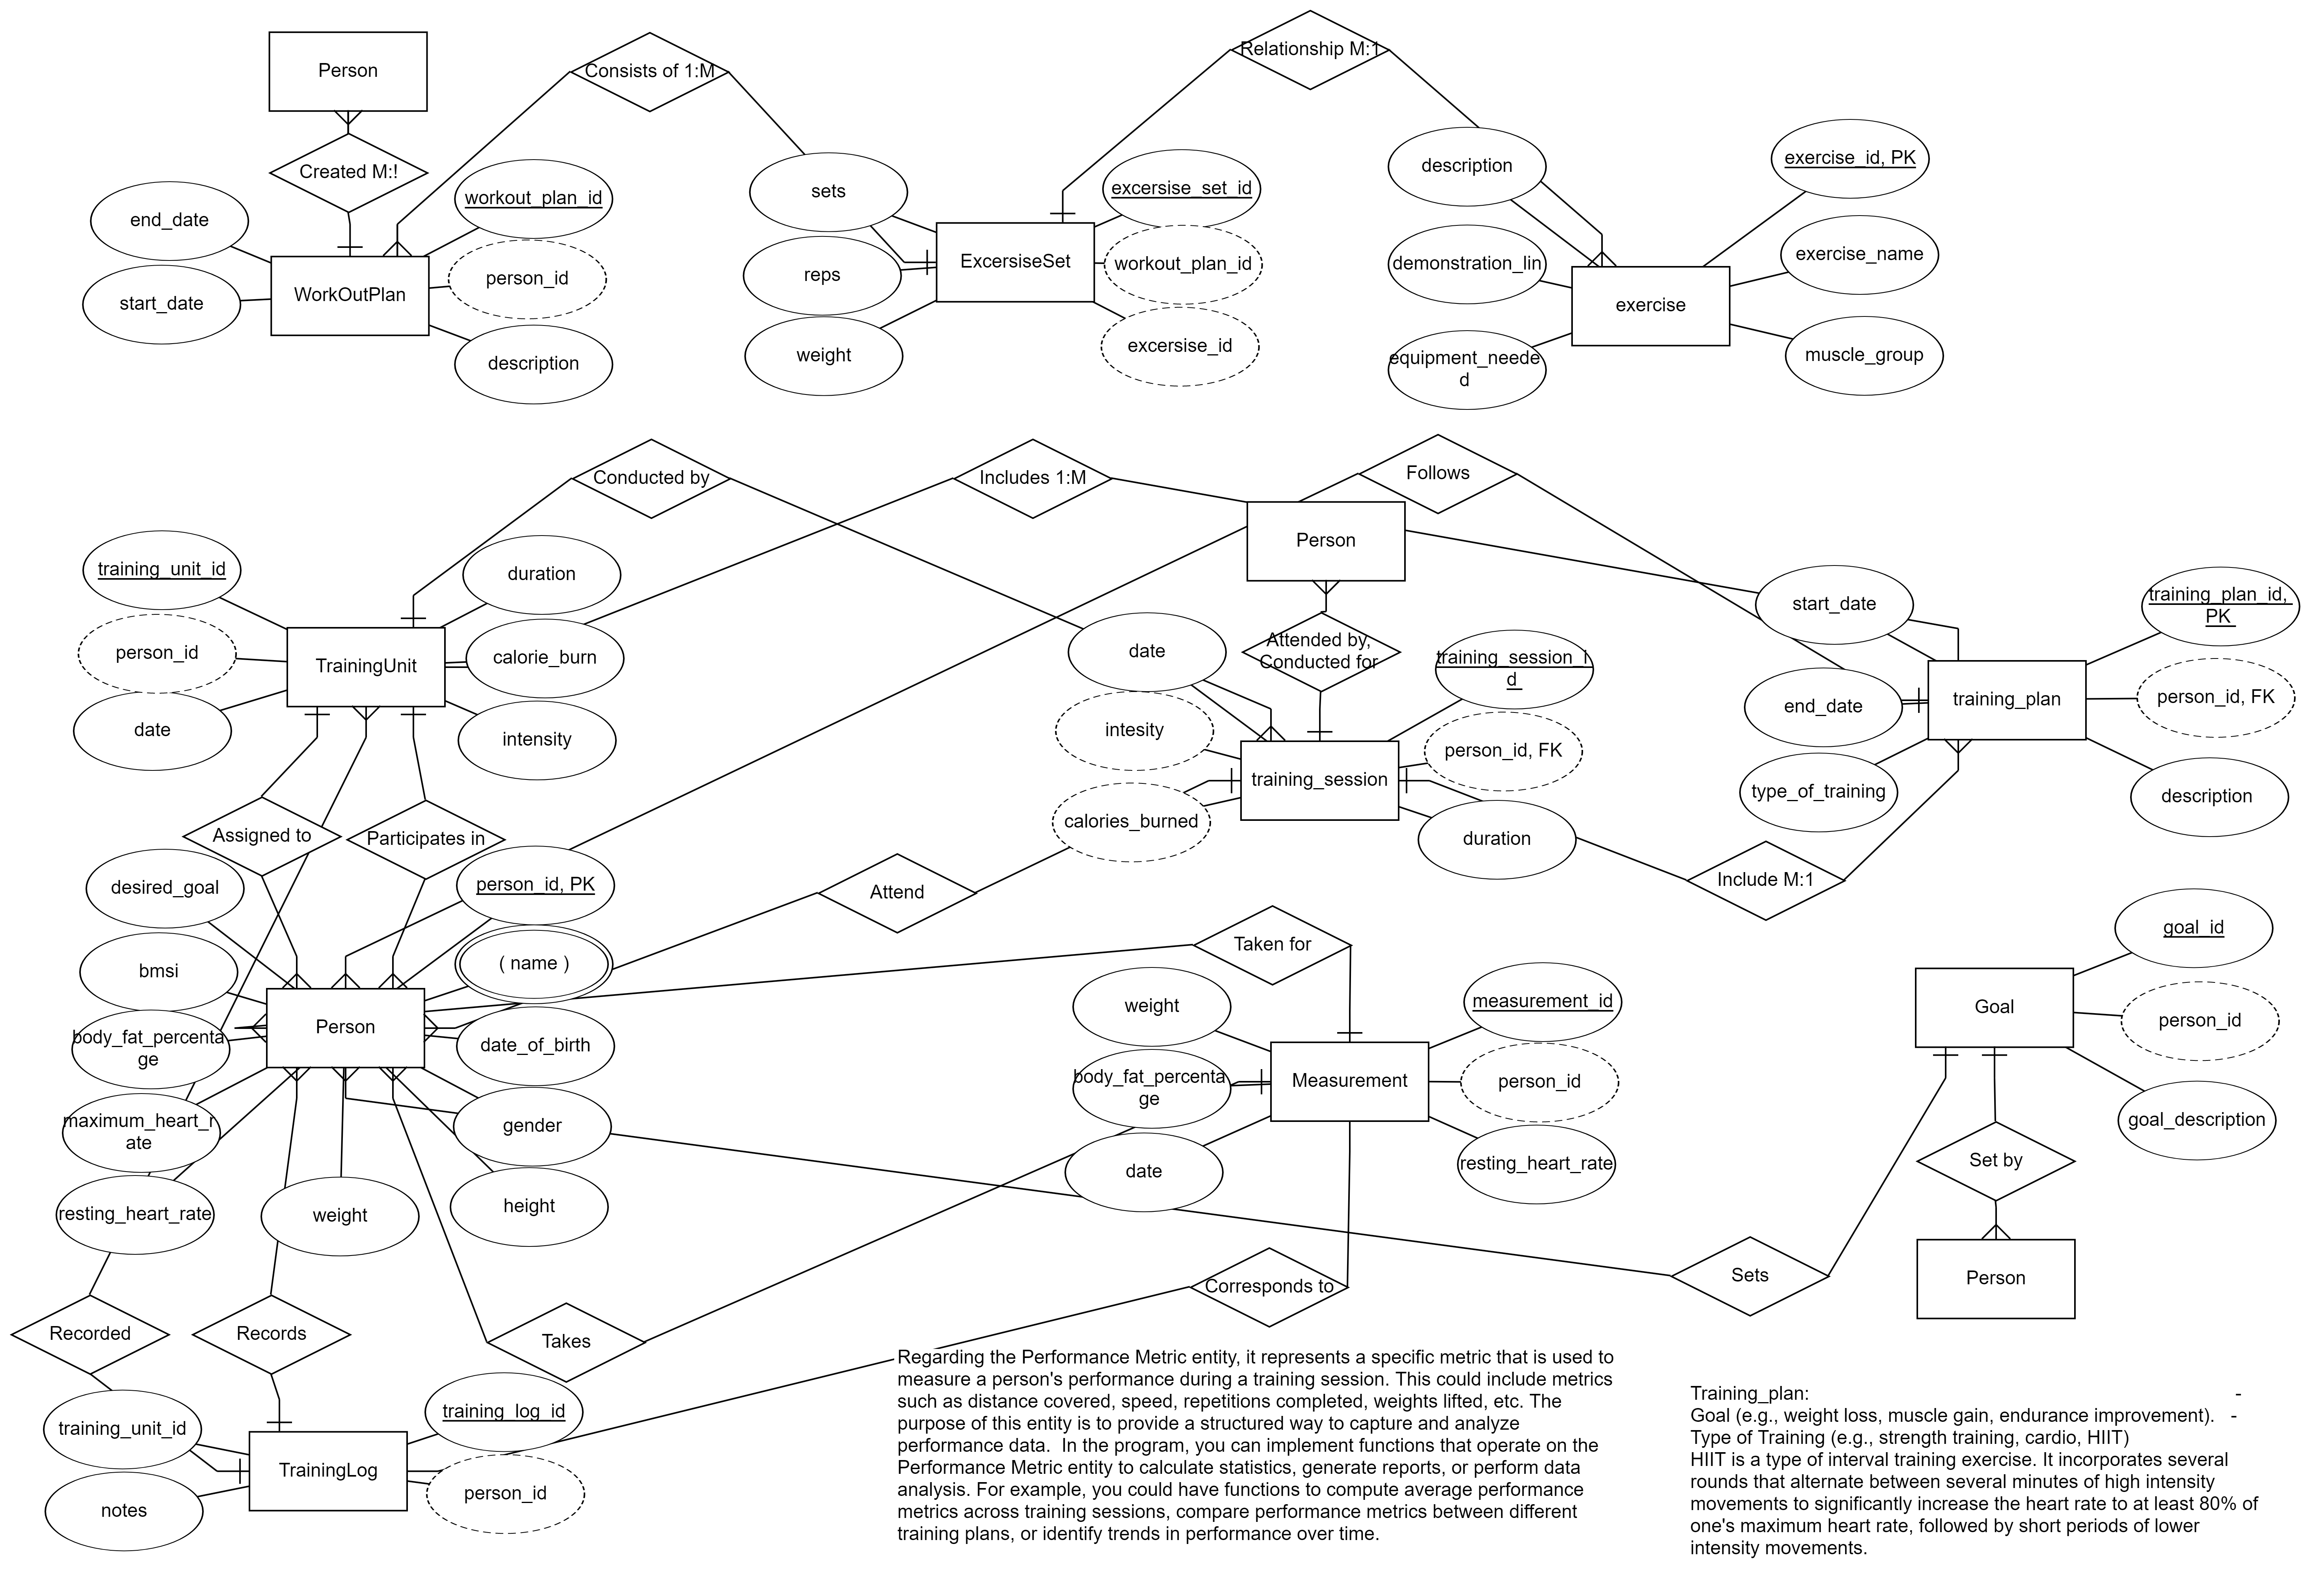 Person
Consists of 1:M
Relationship M:1
Created M:!
end_date
workout_plan_id
person_id
start_date
WorkOutPlan
description
sets
excersise_set_id
reps
ExcersiseSet
workout_plan_id
weight
excersise_id
description
exercise_id, PK
demonstration_lin
exercise_name
exercise
equipment_neede
d
muscle_group
Conducted by
Includes 1:M
Follows
Person
training_unit_id
duration
person_id
TrainingUnit
calorie_burn
date
intensity
date
Attended by,
Conducted for
training_session_i
d
intesity
person_id, FK
training_session
calories_burned
duration
start_date
training_plan_id,
PK
end_date
training_plan
person_id, FK
type_of_training
description
Include M:1
Assigned to
Participates in
desired_goal
person_id, PK
Attend
bmsi
( name )
Person
body_fat_percenta
ge
date_of_birth
maximum_heart_r
ate
gender
resting_heart_rate
weight
height
Taken for
weight
measurement_id
body_fat_percenta
ge
Measurement
person_id
date
resting_heart_rate
goal_id
Goal
person_id
goal_description
Set by
Sets
Person
Corresponds to
Recorded
Records
Takes
training_unit_id
training_log_id
TrainingLog
notes
person_id
Regarding the Performance Metric entity, it represents a specific metric that is used to
measure a person's performance during a training session. This could include metrics
such as distance covered, speed, repetitions completed, weights lifted, etc. The
purpose of this entity is to provide a structured way to capture and analyze
performance data.  In the program, you can implement functions that operate on the
Performance Metric entity to calculate statistics, generate reports, or perform data
analysis. For example, you could have functions to compute average performance
metrics across training sessions, compare performance metrics between different
training plans, or identify trends in performance over time.
Training_plan: -
Goal (e.g., weight loss, muscle gain, endurance improvement). -
Type of Training (e.g., strength training, cardio, HIIT)
HIIT is a type of interval training exercise. It incorporates several
rounds that alternate between several minutes of high intensity
movements to significantly increase the heart rate to at least 80% of
one's maximum heart rate, followed by short periods of lower
intensity movements.